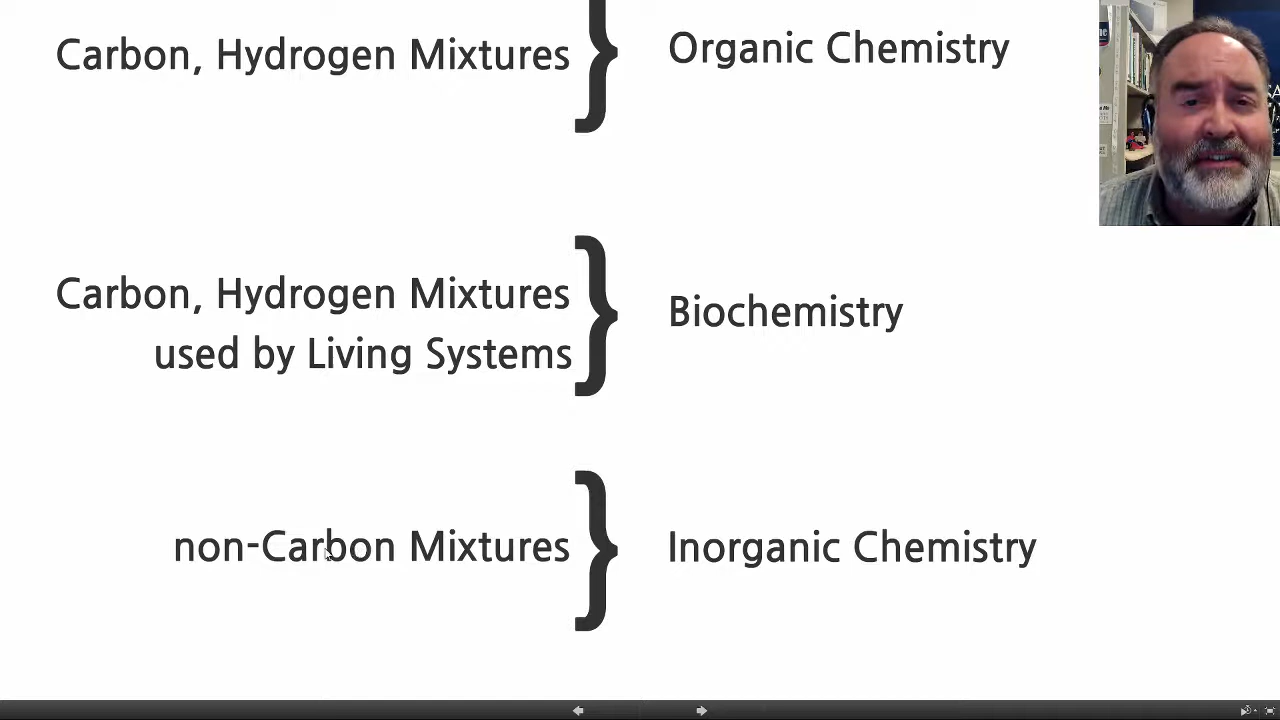 Carbon, Hydrogen Mixtures
Organic Chemistry
Carbon, Hydrogen Mixtures
used by Living Systems
Biochemistry
non-Carbon Mixtures
Inorganic Chemistry